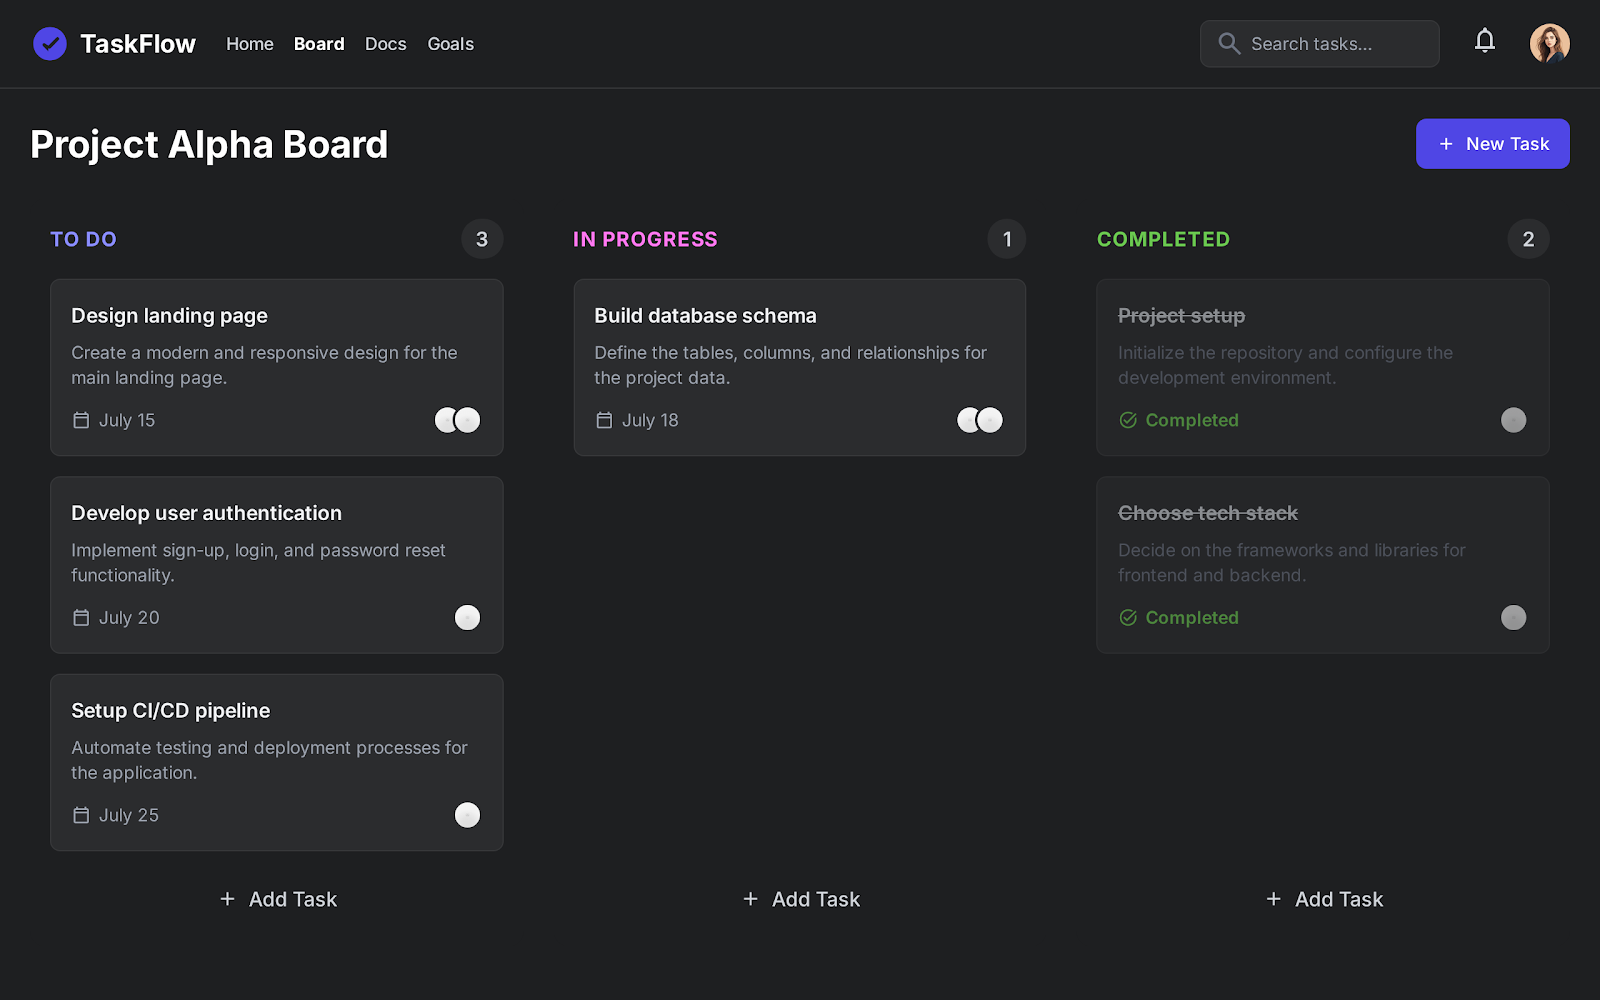 TaskFlow
Home
Board
Docs
Goals
Search tasks...
Project Alpha Board
+ New Task
TO DO
3
Design landing page
Create a modern and responsive design for the
main landing page.
July 15
Develop user authentication
Implement sign-up, login, and password reset
functionality.
July 20
Setup CI/CD pipeline
Automate testing and deployment processes for
the application.
July 25
+ Add Task
IN PROGRESS
1
Build database schema
Define the tables, columns, and relationships for
the project data.
July 18
+ Add Task
COMPLETED
2
Project setup
Initialize the repository and configure the
development environment.
Completed
Choose tech stack
Decide on the frameworks and libraries for
frontend and backend.
Completed
+ Add Task